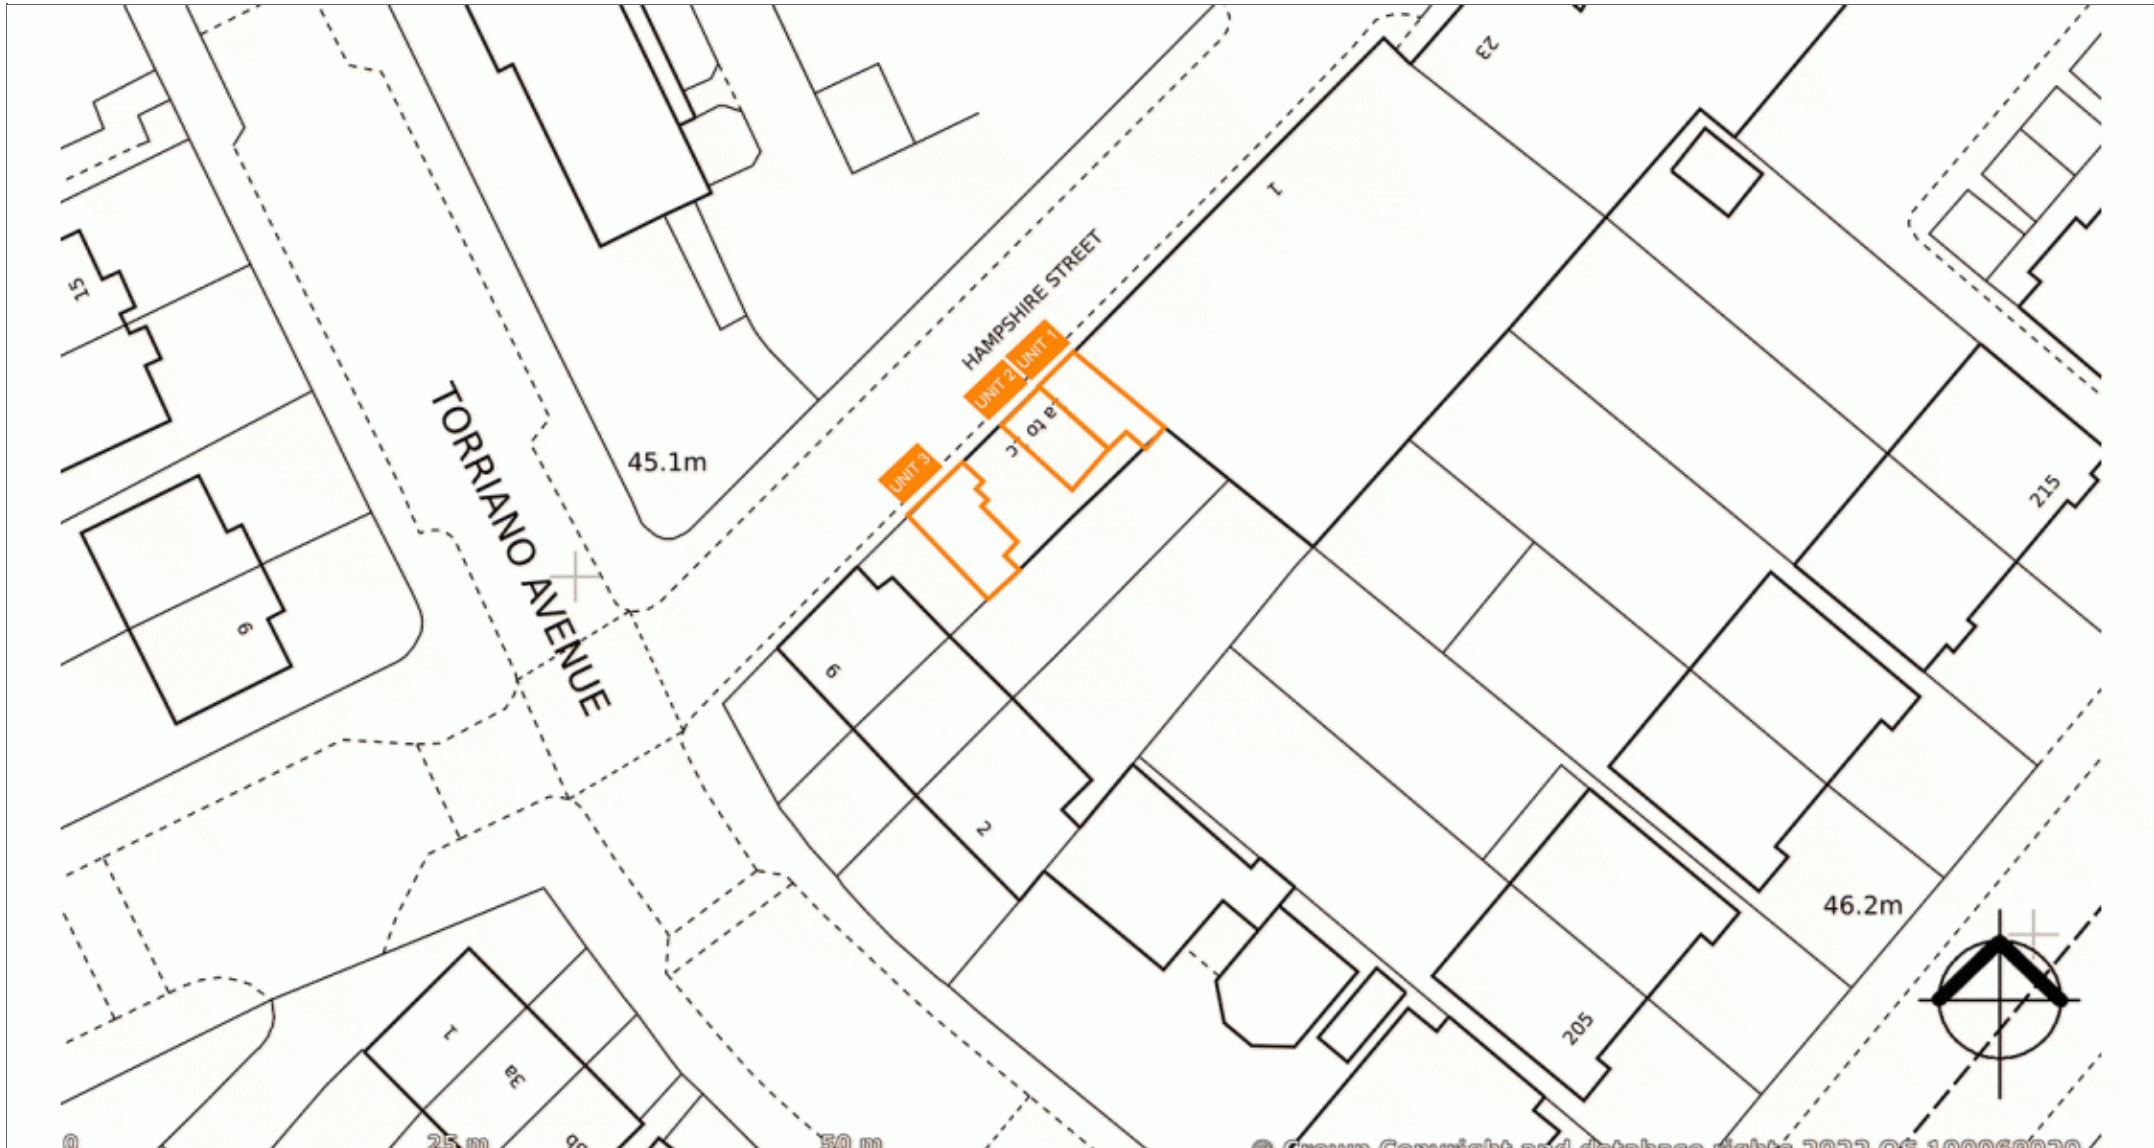 23
1
HAMPSHIRE STREET
15
UNIT 1
UNIT 2
a to
c
UNIT 3
TORRIANO AVENUE
45.1m
215
9
6
2
46.2m
205
1
3a
0
25 m
50 m